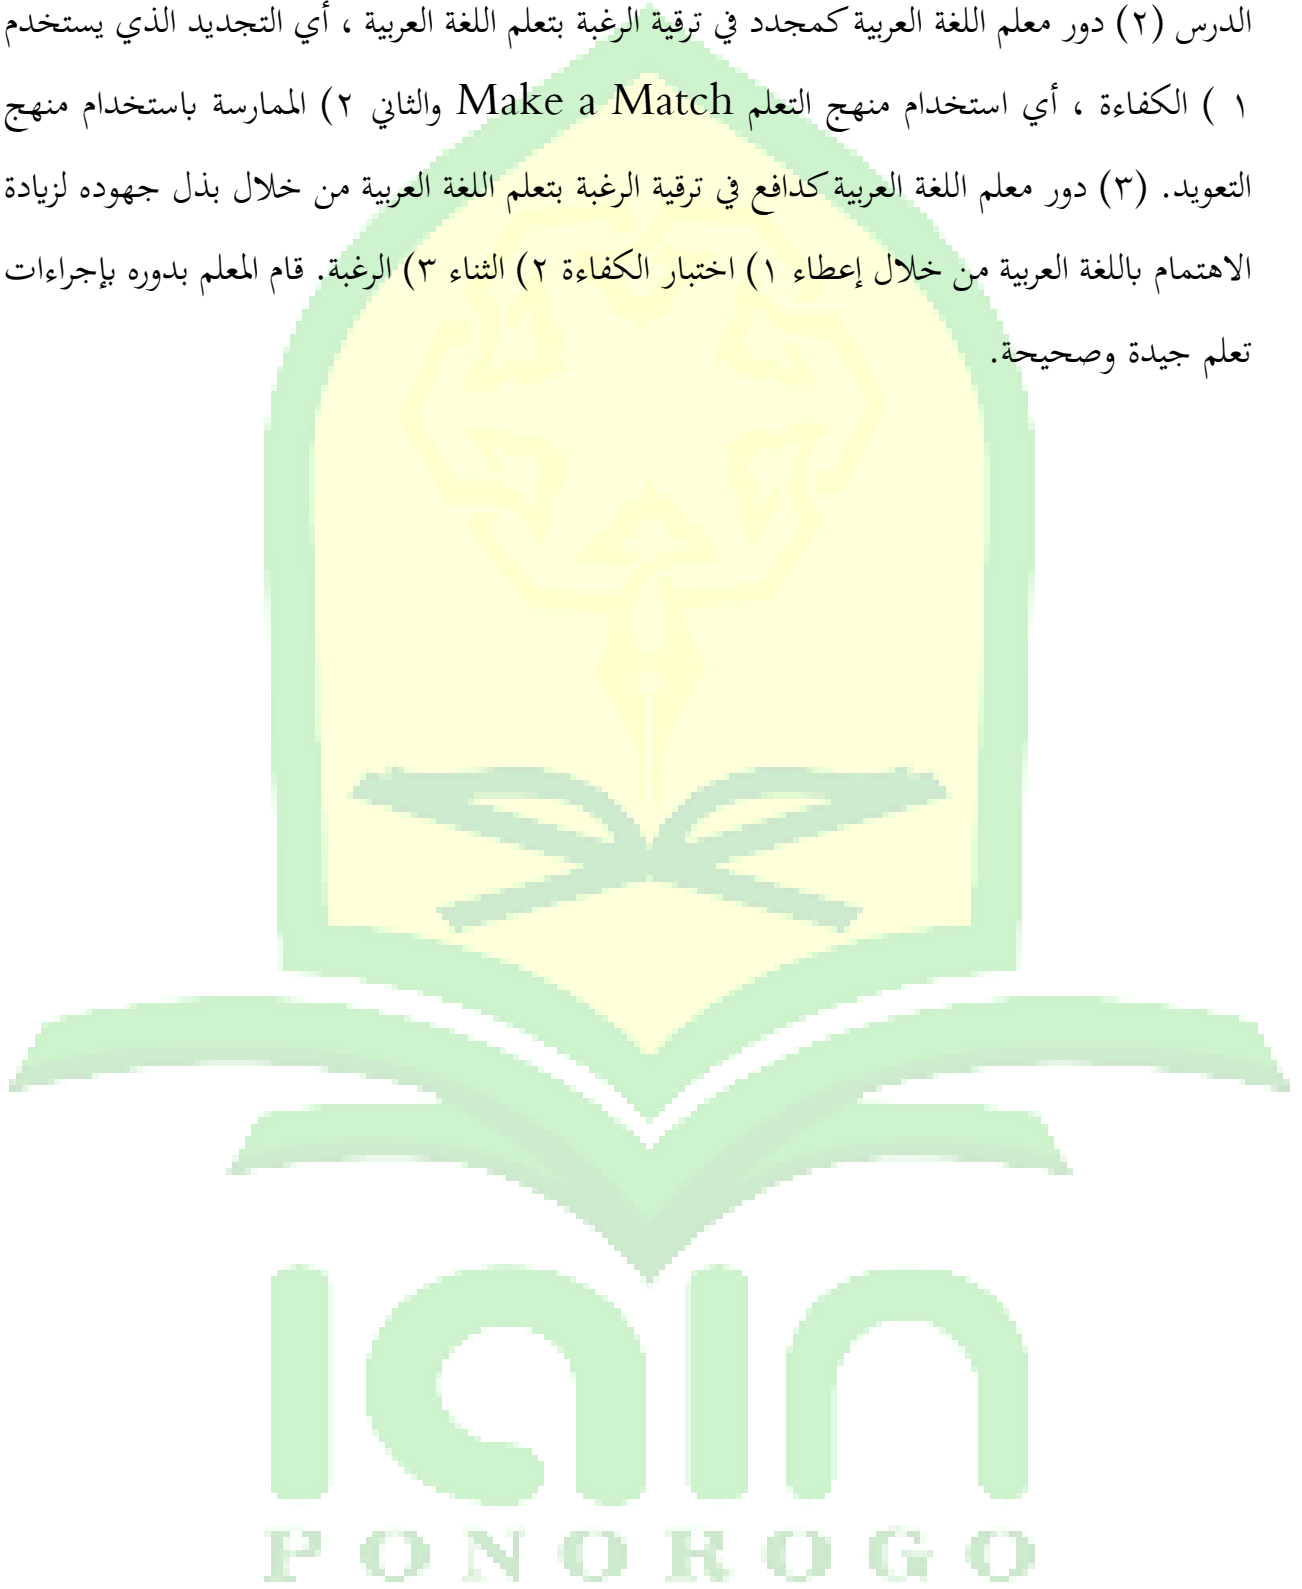 الدرس (٢) دور معلم اللغة العربية كمجدد في ترقية الرغبة بتعلم اللغة العربية ، أي التجديد الذي يستخدم
١ ) الكفاءة ، أي استخدام منهج التعلم Make a Match والثاني ٢) الممارسة باستخدام منهج
التعويد. (٣) دور معلم اللغة العربية كدافع في ترقية الرغبة بتعلم اللغة العربية من خلال بذل جهوده لزيادة
الاهتمام باللغة العربية من خلال إعطاء ١) اختبار الكفاءة ٢) الثناء ٣) الرغبة. قام المعلم بدوره بإجراءات
تعلم جيدة وصحيحة.
iain
PONOROGO